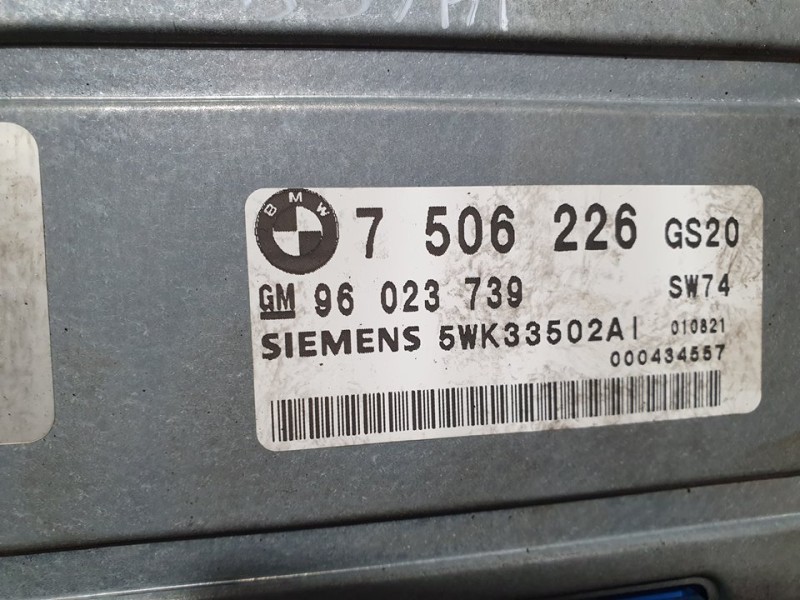 BMW 7 506 226 GS20
GM 96 023 739 SW74
SIEMENS 5WK33502AI 010821
000434557